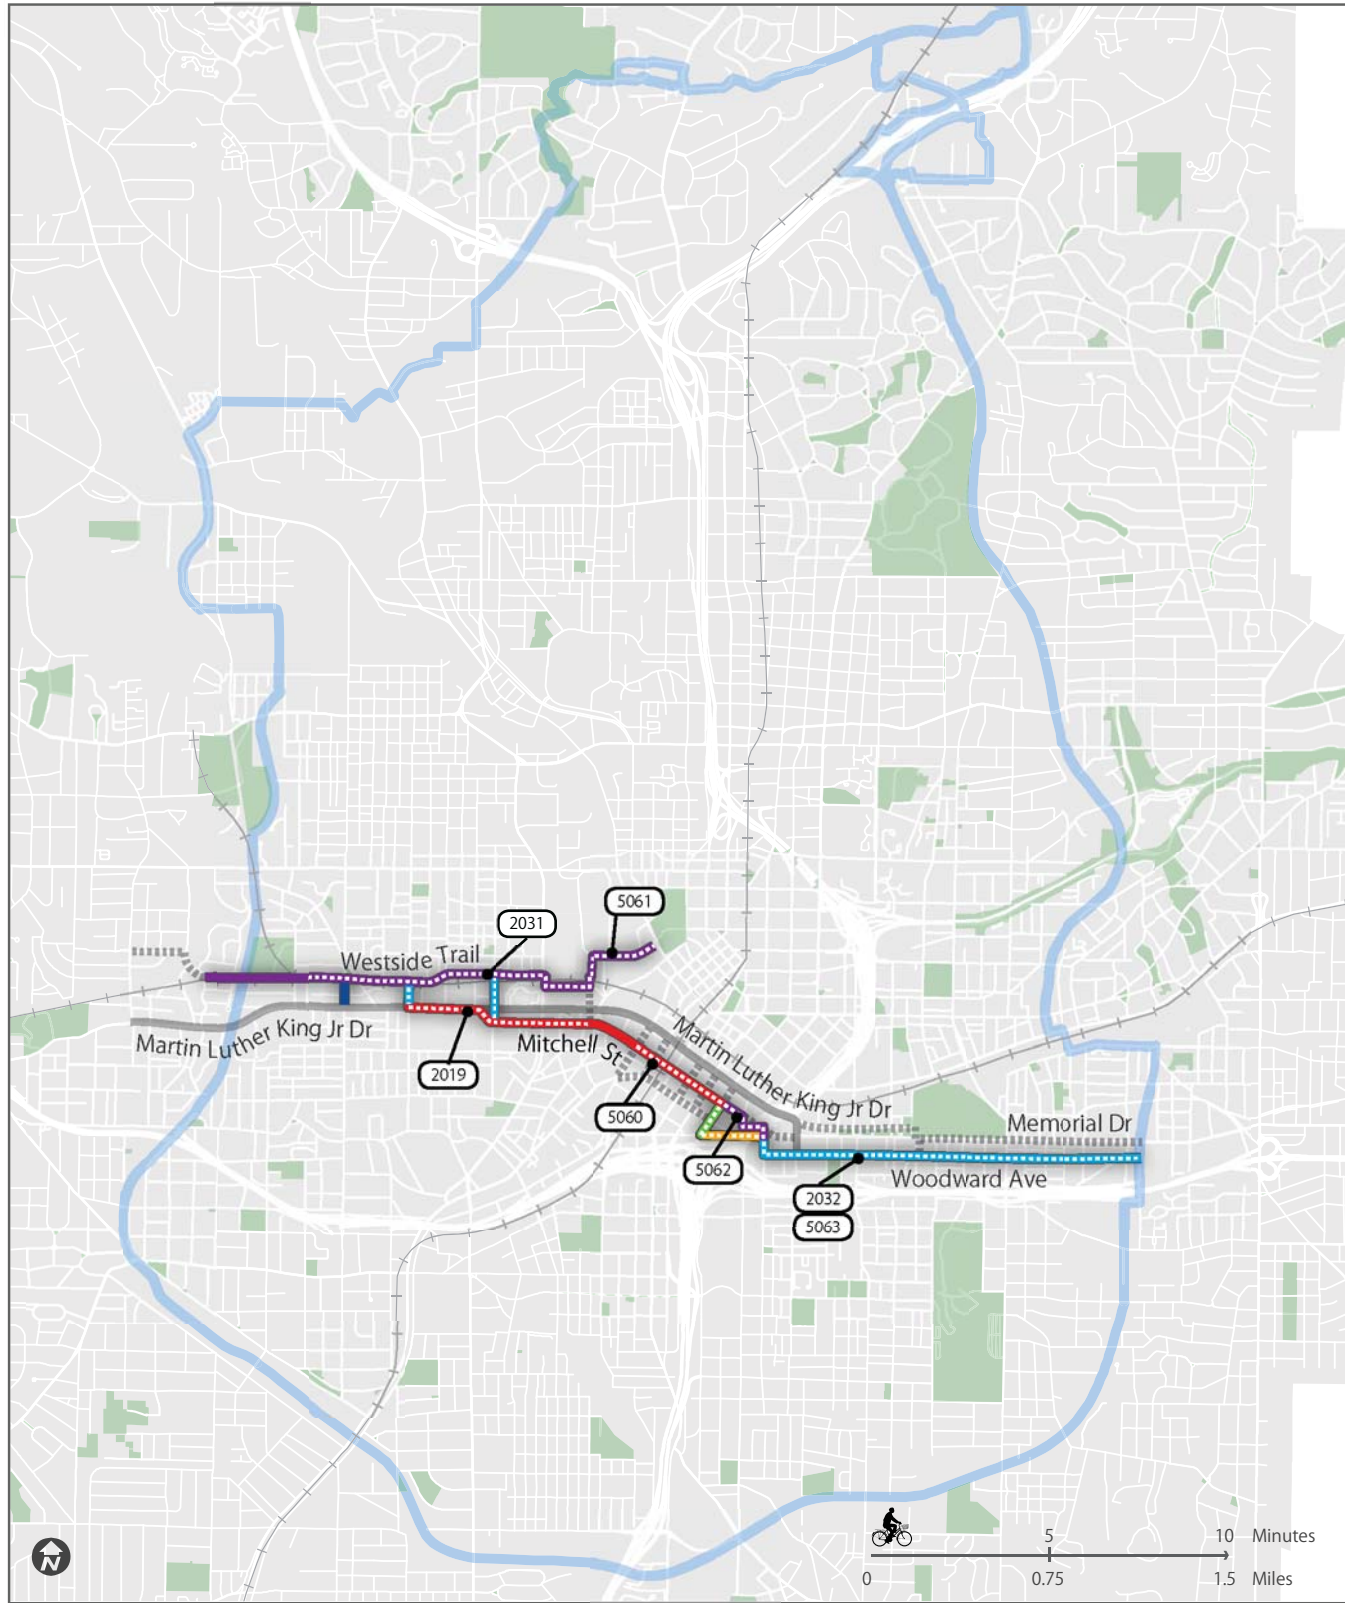 5061
2031
Westside Trail
Martin Luther King Jr Dr
Martin Luther King Jr Dr
Mitchell St
2019
5060
Memorial Dr
5062
Woodward Ave
2032
5063
5 10 Minutes
0 0.75 1.5 Miles
N